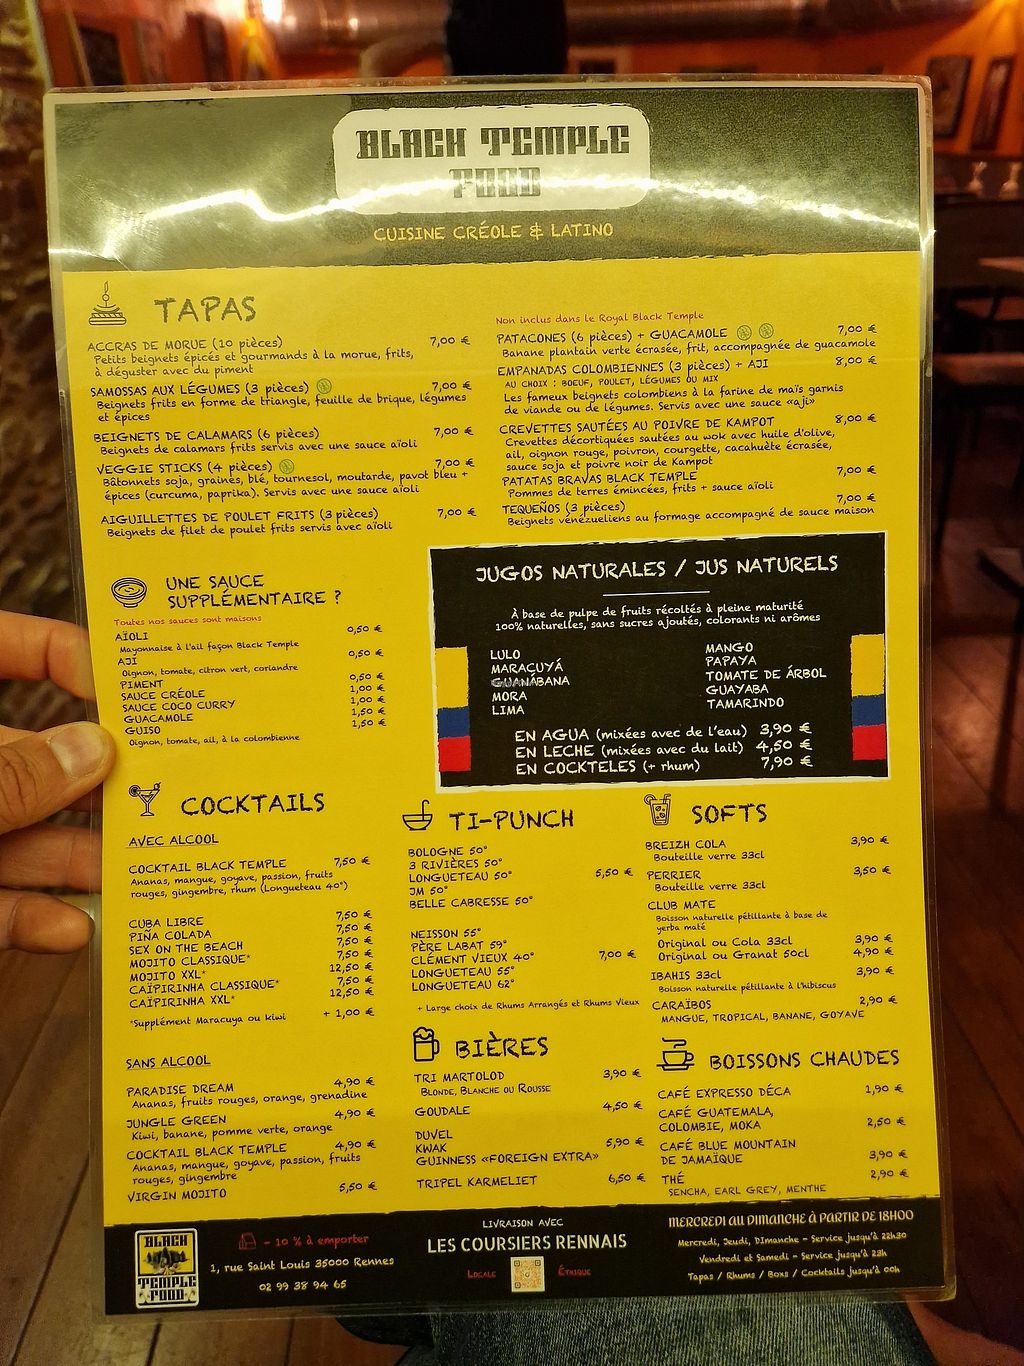 BLACK TEMPLE
FOOD
CUISINE CRÉOLE & LATINO
TAPAS
ACCRAS DE MORUE (10 pièces) 7,00 €
Petits beignets épicés et gourmands à la morue, frits,
à déguster avec du piment
SAMOSSAS AUX LÉGUMES (3 pièces) 7,00 €
Beignets frits en forme de triangle, feuille de brique, légumes
et épices
BEIGNETS DE CALAMARS (6 pièces) 7,00 €
Beignets de calamars frits servis avec une sauce aïoli
VEGGIE STICKS (4 pièces) 7,00 €
Bâtonnets soja, graines, blé, tournesol, moutarde, pavot bleu +
épices (curcuma, paprika). Servis avec une sauce aïoli
AIGUILLETTES DE POULET FRITS (3 pièces) 7,00 €
Beignets de filet de poulet frits servis avec aïoli
Non inclus dans le Royal Black Temple
PATACONES (6 pièces) + GUACAMOLE 7,00 €
Banane plantain verte écrasée, frit, accompagnée de guacamole
EMPANADAS COLOMBIENNES (3 pièces) + AJI 8,00 €
AU CHOIX : BOEUF, POULET, LÉGUMES OU MIX
Les fameux beignets colombiens à la farine de maïs garnis
de viande ou de légumes. Servis avec une sauce «aji»
CREVETTES SAUTÉES AU POIVRE DE KAMPOT 8,00 €
Crevettes décortiquées sautées au wok avec huile d'olive,
ail, oignon rouge, poivron, courgette, cacahuète écrasée,
sauce soja et poivre noir de Kampot
PATATAS BRAVAS BLACK TEMPLE 7,00 €
Pommes de terres émincées, frits + sauce aïoli
TEQUEÑOS (3 pièces) 7,00 €
Beignets vénézueliens au formage accompagné de sauce maison
UNE SAUCE
SUPPLÉMENTAIRE ?
Toutes nos sauces sont maisons
AÏOLI 0,50 €
Mayonnaise à l'ail façon Black Temple
AJI 0,50 €
Oignon, tomate, citron vert, coriandre
PIMENT 0,50 €
SAUCE CRÉOLE 1,00 €
SAUCE COCO CURRY 1,00 €
GUACAMOLE 1,50 €
GUISO 1,50 €
Oignon, tomate, ail, à la colombienne
JUGOS NATURALES / JUS NATURELS
À base de pulpe de fruits récoltés à pleine maturité
100% naturelles, sans sucres ajoutés, colorants ni arômes
LULO
MARACUYÁ
GUANÁBANA
MORA
LIMA
MANGO
PAPAYA
TOMATE DE ÁRBOL
GUAYABA
TAMARINDO
EN AGUA (mixées avec de l'eau) 3,90 €
EN LECHE (mixées avec du lait) 4,50 €
EN COCKTELES (+ rhum) 7,90 €
COCKTAILS
AVEC ALCOOL
COCKTAIL BLACK TEMPLE 7,50 €
Ananas, mangue, goyave, passion, fruits
rouges, gingembre, rhum (Longueteau 40°)
CUBA LIBRE 7,50 €
PIÑA COLADA 7,50 €
SEX ON THE BEACH 7,50 €
MOJITO CLASSIQUE* 7,50 €
MOJITO XXL* 12,50 €
CAÏPIRINHA CLASSIQUE* 7,50 €
CAÏPIRINHA XXL* 12,50 €
*Supplément Maracuya ou kiwi + 1,00 €
SANS ALCOOL
PARADISE DREAM 4,90 €
Ananas, fruits rouges, orange, grenadine
JUNGLE GREEN 4,90 €
Kiwi, banane, pomme verte, orange
COCKTAIL BLACK TEMPLE 4,90 €
Ananas, mangue, goyave, passion, fruits
rouges, gingembre
VIRGIN MOJITO 5,50 €
TI-PUNCH
BOLOGNE 50°
3 RIVIÈRES 50°
LONGUETEAU 50° 5,50 €
JM 50°
BELLE CABRESSE 50°
NEISSON 55°
PÈRE LABAT 59°
CLÉMENT VIEUX 40° 7,00 €
LONGUETEAU 55°
LONGUETEAU 62°
+ Large choix de Rhums Arrangés et Rhums Vieux
BIÈRES
TRI MARTOLOD 3,90 €
BLONDE, BLANCHE OU ROUSSE
GOUDALE 4,50 €
DUVEL
KWAK 5,90 €
GUINNESS «FOREIGN EXTRA»
TRIPEL KARMELIET 6,50 €
SOFTS
BREIZH COLA 3,90 €
Bouteille verre 33cl
PERRIER 3,50 €
Bouteille verre 33cl
CLUB MATE
Boisson naturelle pétillante à base de
yerba maté
Original ou Cola 33cl 3,90 €
Original ou Granat 50cl 4,90 €
IBAHIS 33cl 3,90 €
Boisson naturelle pétillante à l'hibiscus
CARAÏBOS 2,90 €
MANGUE, TROPICAL, BANANE, GOYAVE
BOISSONS CHAUDES
CAFÉ EXPRESSO DÉCA 1,90 €
CAFÉ GUATEMALA,
COLOMBIE, MOKA 2,50 €
CAFÉ BLUE MOUNTAIN
DE JAMAÏQUE 3,90 €
THÉ 2,90 €
SENCHA, EARL GREY, MENTHE
BLACK
TEMPLE
FOOD
- 10 % à emporter
1, rue Saint Louis 35000 Rennes
02 99 38 94 65
LIVRAISON AVEC
LES COURSIERS RENNAIS
LOCALE ÉTHIQUE
MERCREDI AU DIMANCHE À PARTIR DE 18H00
Mercredi, Jeudi, Dimanche - Service jusqu'à 22h30
Vendredi et Samedi - Service jusqu'à 23h
Tapas / Rhums / Boxs / Cocktails jusqu'à 00h